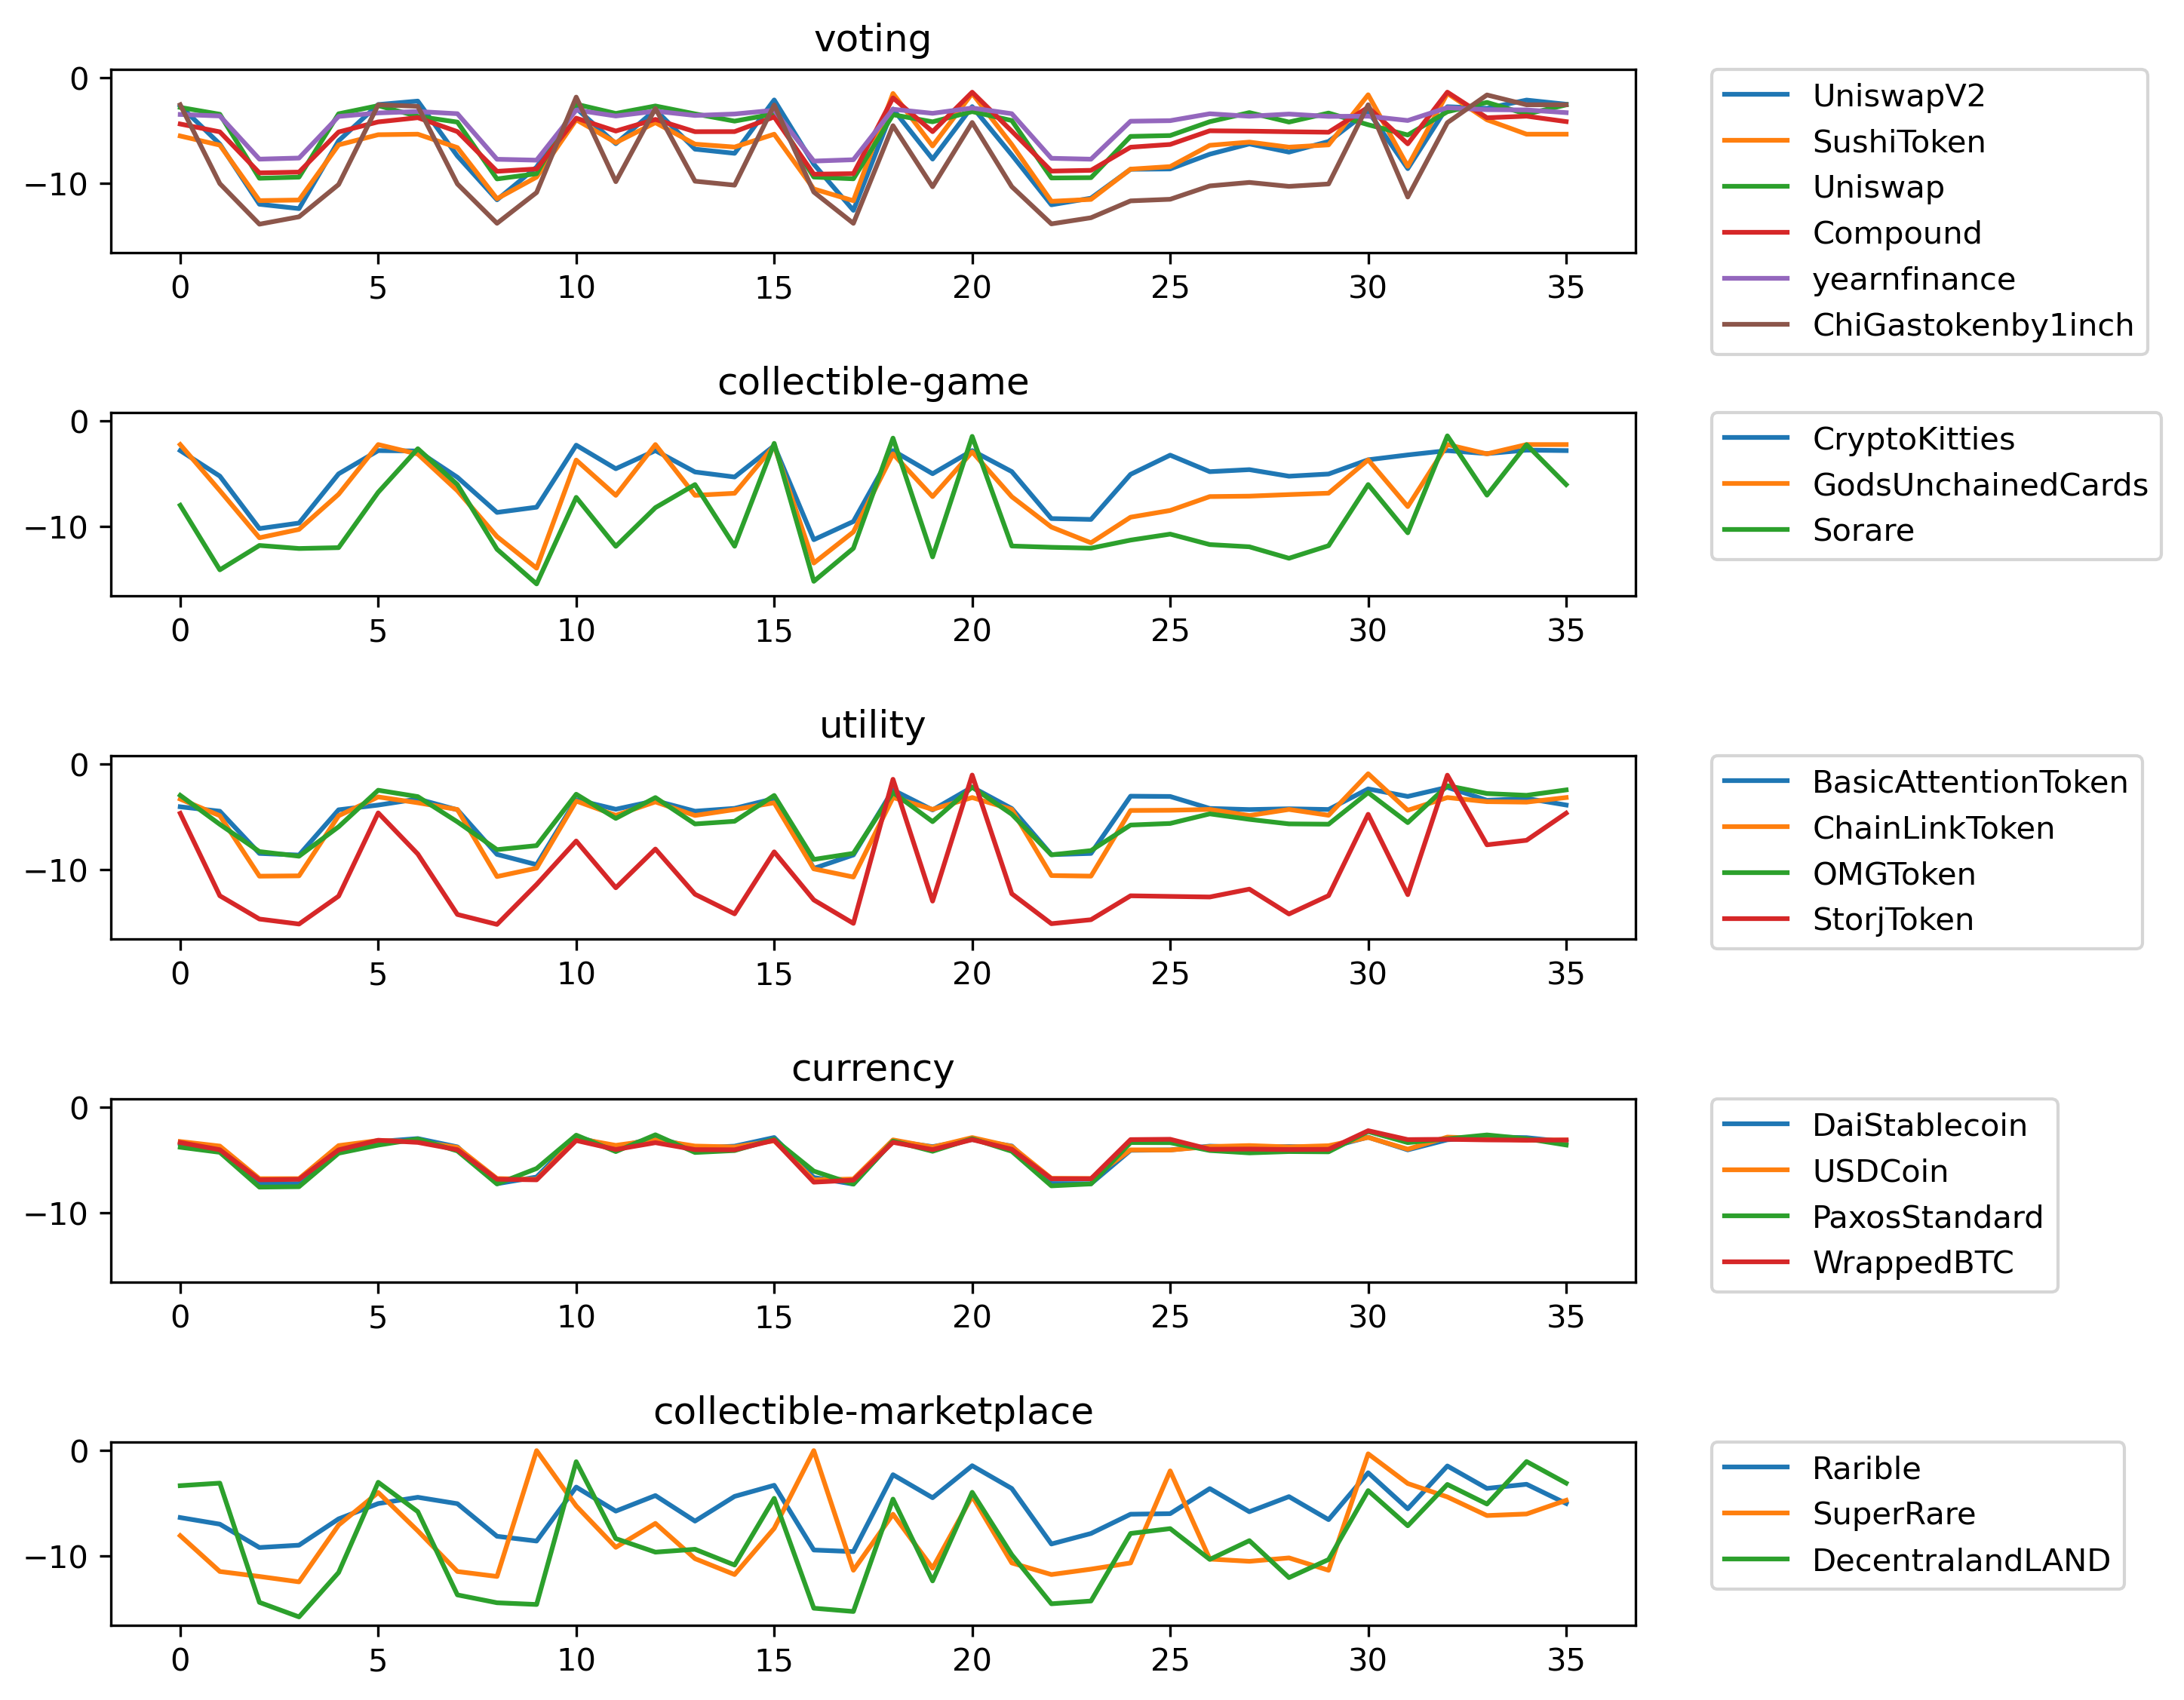 voting
0
−10
0 5 10 15 20 25 30 35
UniswapV2
SushiToken
Uniswap
Compound
yearnfinance
ChiGastokenby1inch
collectible-game
0
−10
0 5 10 15 20 25 30 35
CryptoKitties
GodsUnchainedCards
Sorare
utility
0
−10
0 5 10 15 20 25 30 35
BasicAttentionToken
ChainLinkToken
OMGToken
StorjToken
currency
0
−10
0 5 10 15 20 25 30 35
DaiStablecoin
USDCoin
PaxosStandard
WrappedBTC
collectible-marketplace
0
−10
0 5 10 15 20 25 30 35
Rarible
SuperRare
DecentralandLAND